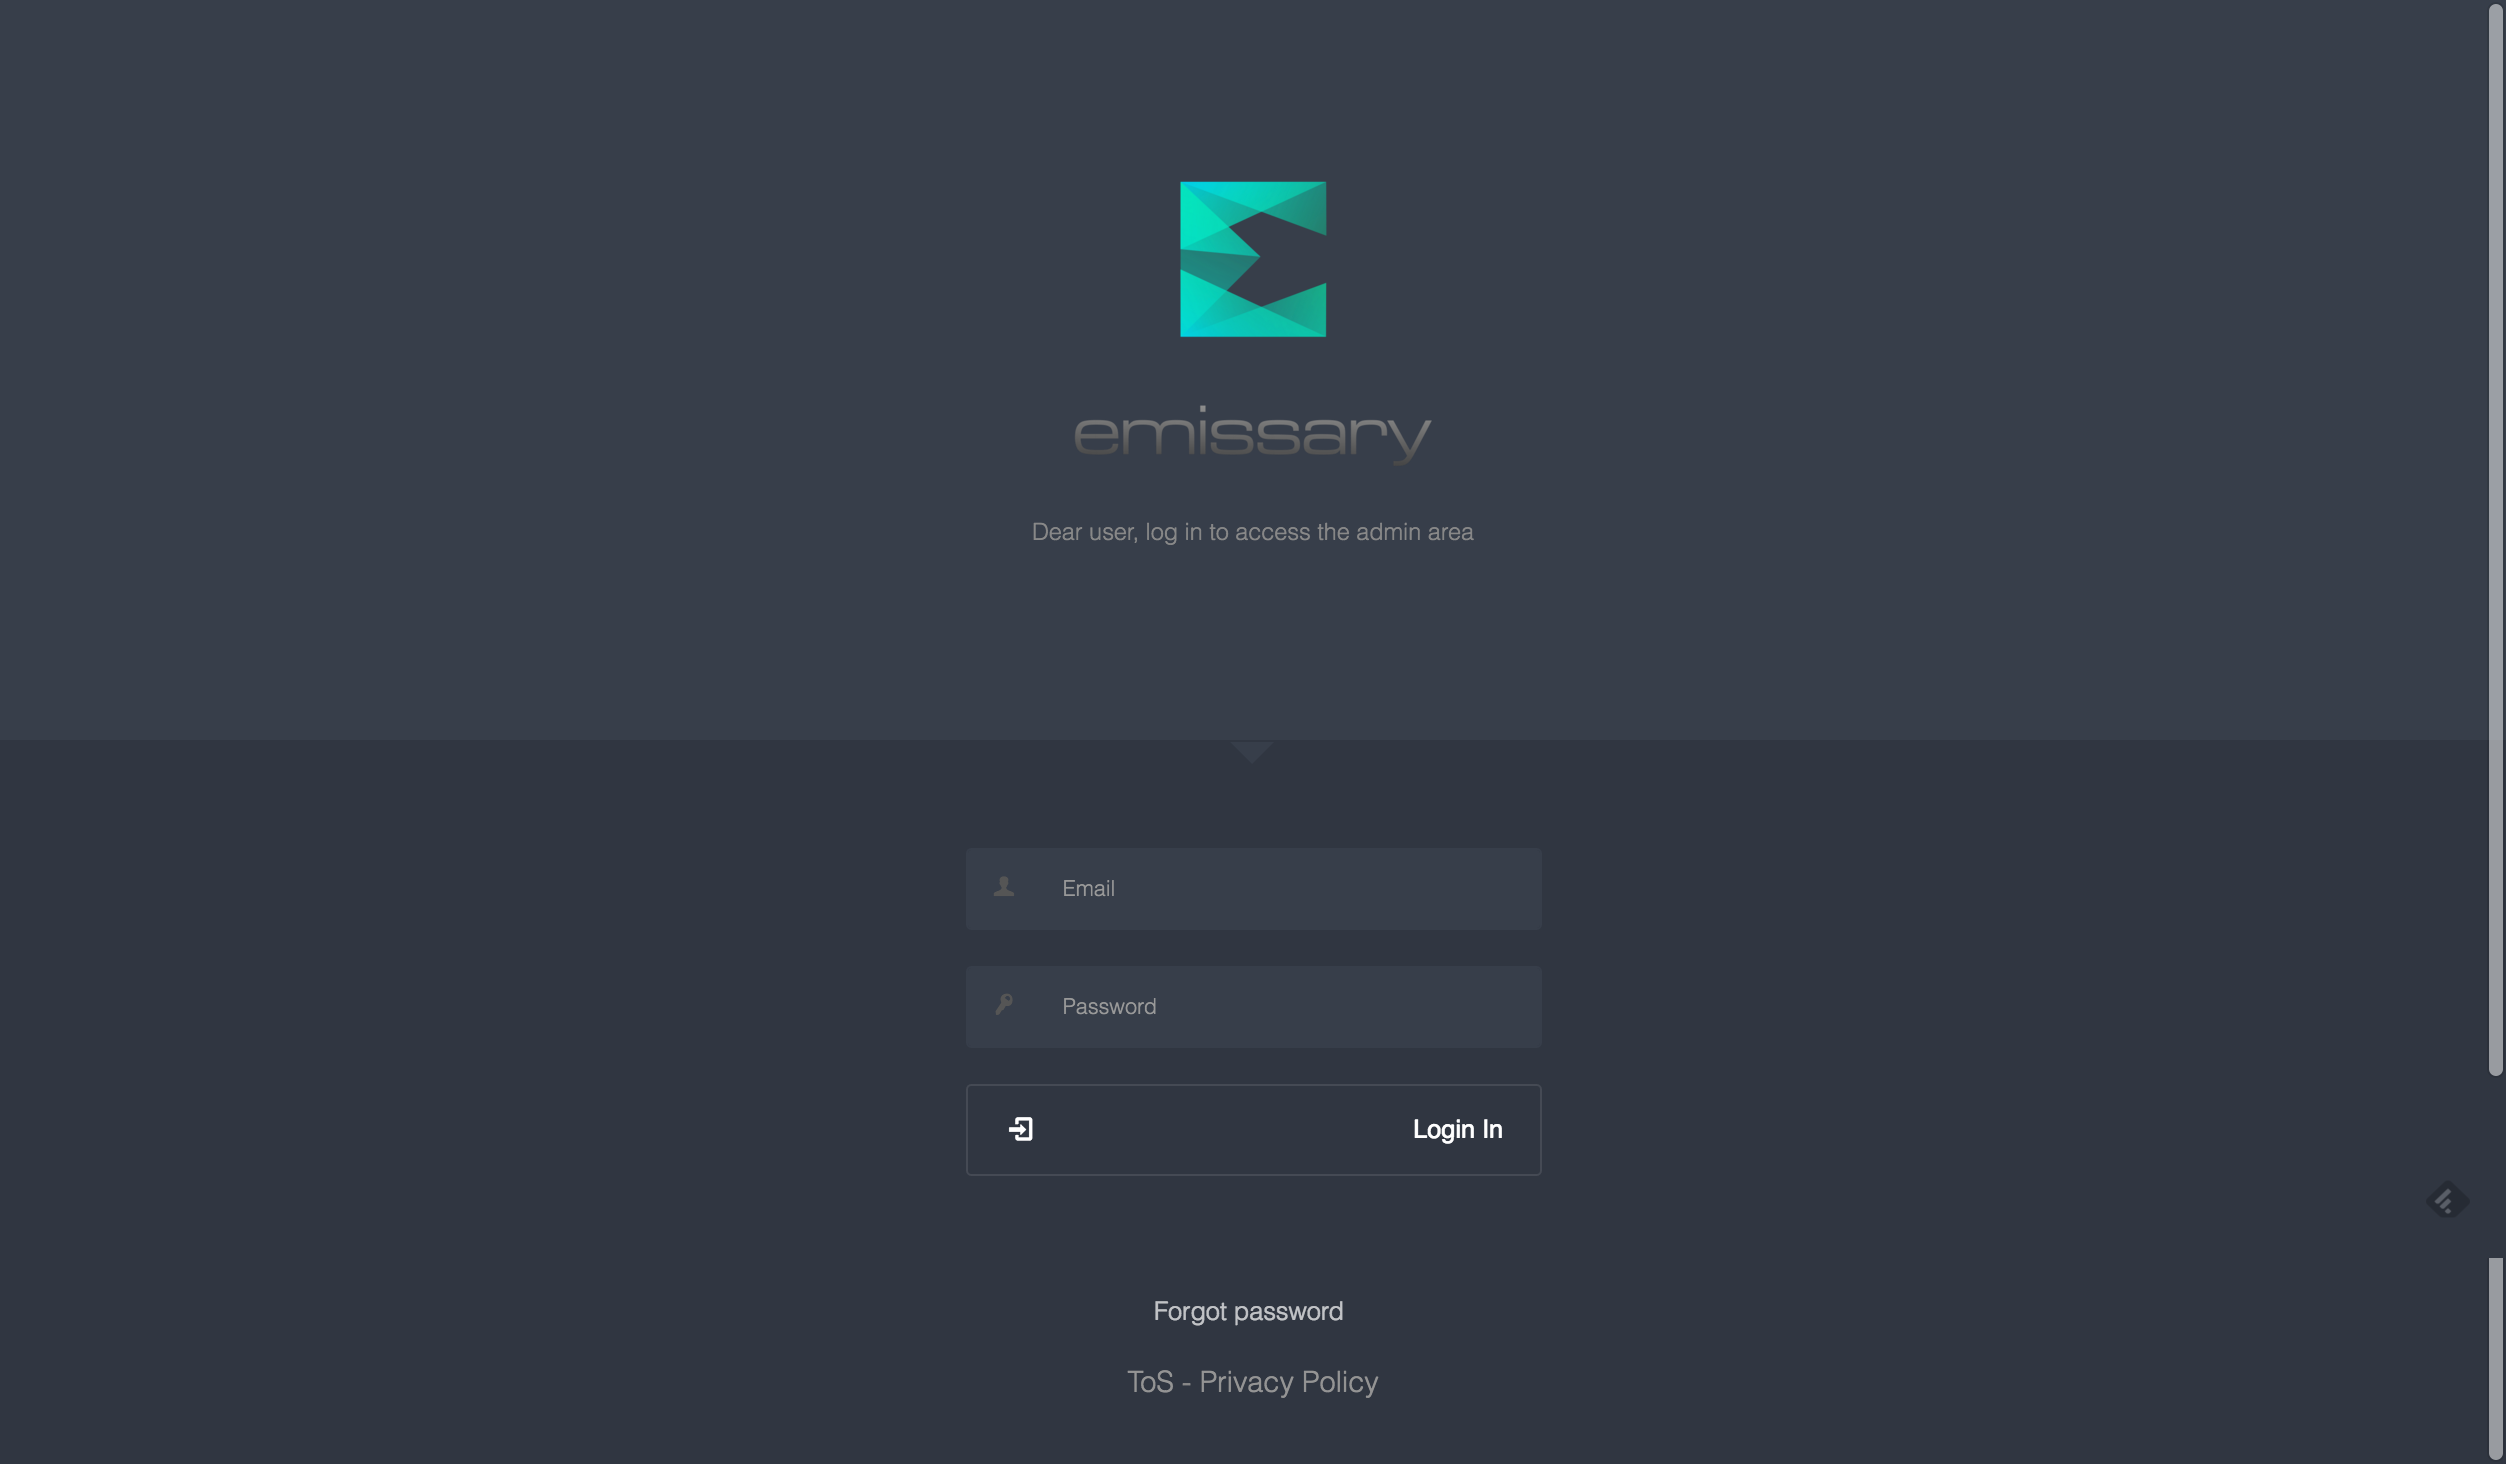 emissary
Dear user, log in to access the admin area
Email
Password
Login In
Forgot password
ToS - Privacy Policy